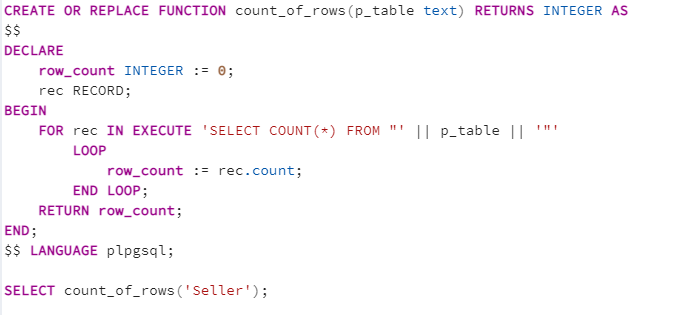 CREATE OR REPLACE FUNCTION count_of_rows(p_table text) RETURNS INTEGER AS
$$
DECLARE
    row_count INTEGER := 0;
    rec RECORD;
BEGIN
    FOR rec IN EXECUTE 'SELECT COUNT(*) FROM "' || p_table || '"'
        LOOP
            row_count := rec.count;
        END LOOP;
    RETURN row_count;
END;
$$ LANGUAGE plpgsql;

SELECT count_of_rows('Seller');